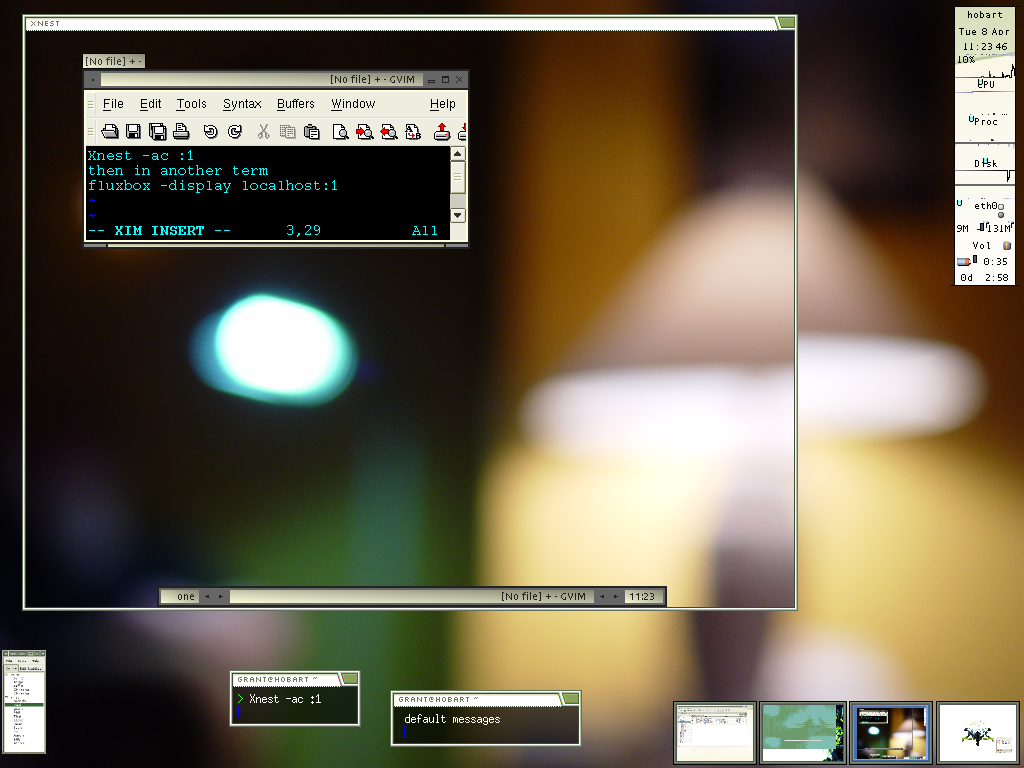 XNEST
[No file] + -
[No file] + - GVIM
File Edit Tools Syntax Buffers Window Help
Xnest -ac :1
then in another term
fluxbox -display localhost:1
~
~
-- XIM INSERT -- 3,29 All
one [No file] + - GVIM 11:23
hobart
Tue 8 Apr
11:23 46
10%
CPU
Proc
Disk
eth0
9M 131M
Vol
0:35
0d 2:58
GRANT@HOBART ~
> Xnest -ac :1
GRANT@HOBART ~
default messages